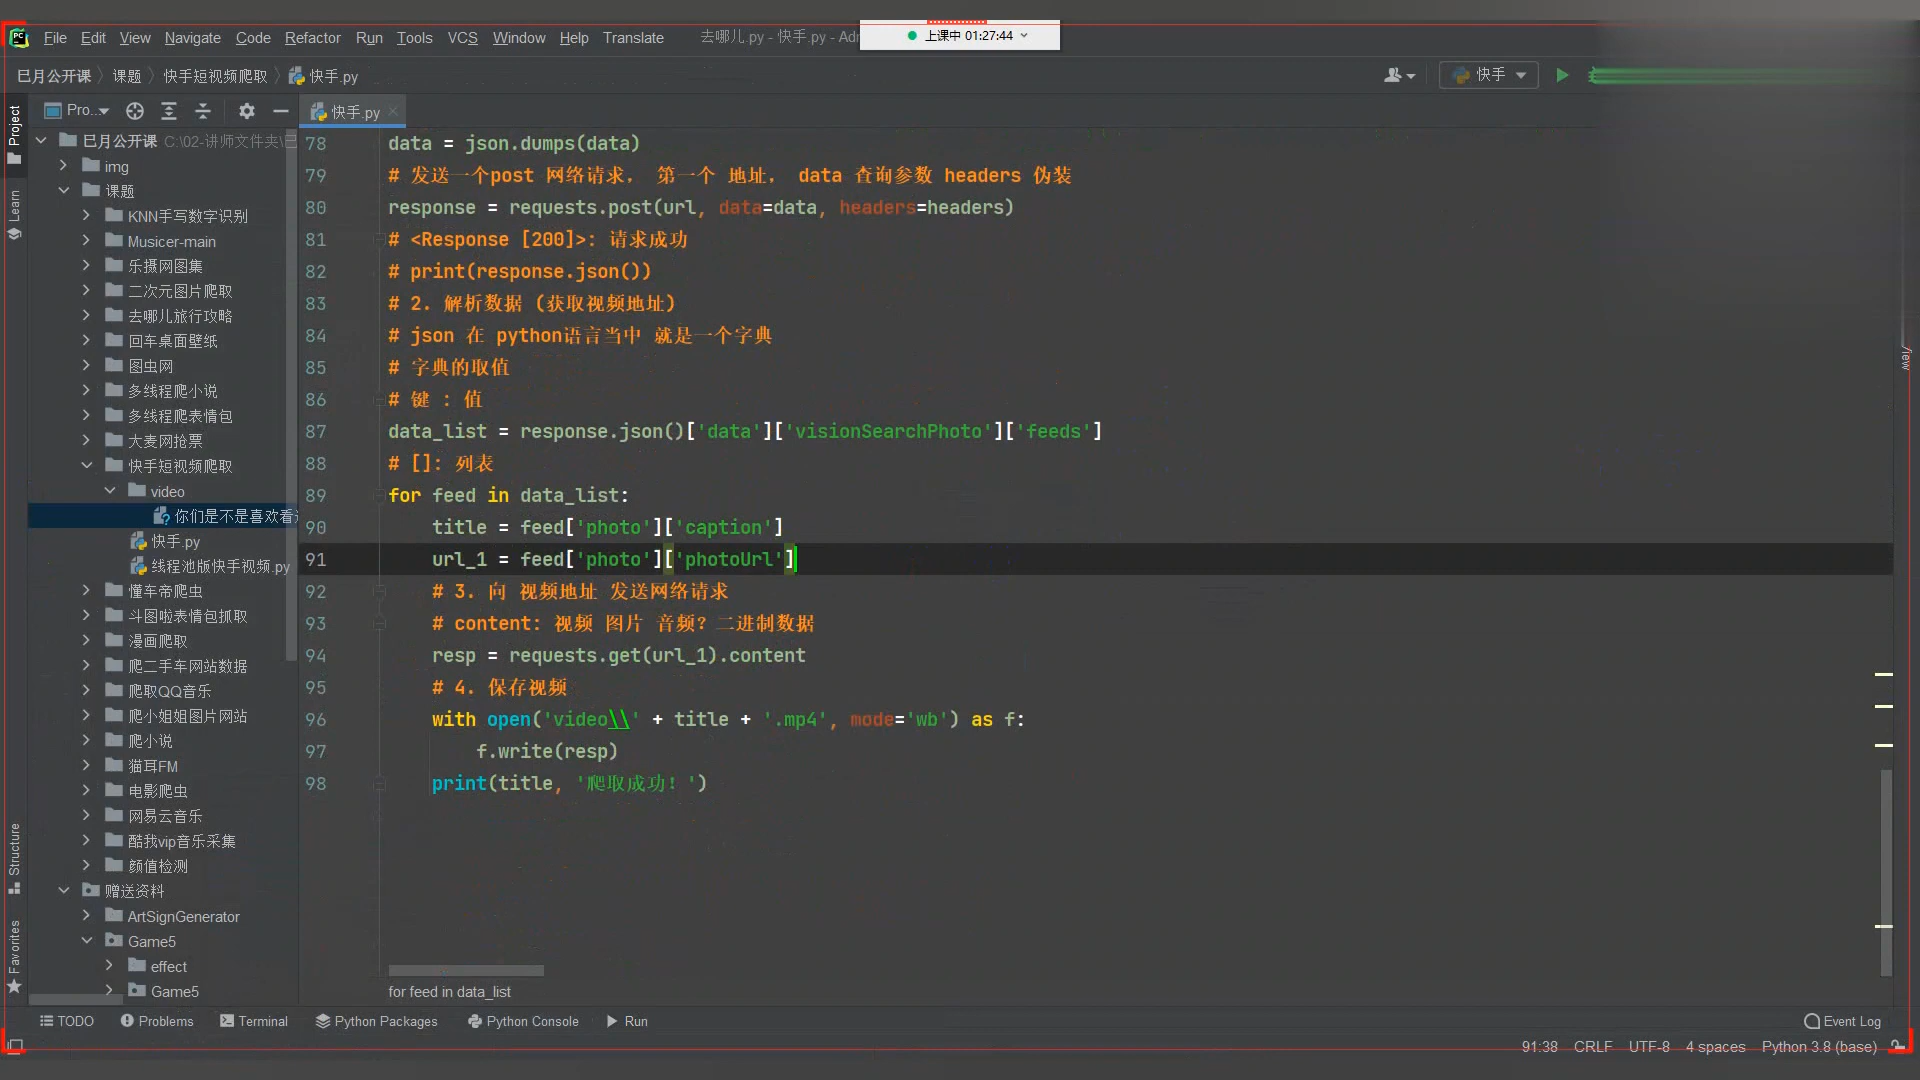 上课中 01:27:44
File Edit View Navigate Code Refactor Run Tools VCS Window Help Translate 去哪儿.py - 快手.py - Adm
巳月公开课 课题 快手短视频爬取 快手.py 快手
Pro... 快手.py
Project
Learn
Structure
Favorites
巳月公开课 C:\02-讲师文件夹\巳
img
课题
KNN手写数字识别
Musicer-main
乐摄网图集
二次元图片爬取
去哪儿旅行攻略
回车桌面壁纸
图虫网
多线程爬小说
多线程爬表情包
大麦网抢票
快手短视频爬取
video
你们是不是喜欢看这
快手.py
线程池版快手视频.py
懂车帝爬虫
斗图啦表情包抓取
漫画爬取
爬二手车网站数据
爬取QQ音乐
爬小姐姐图片网站
爬小说
猫耳FM
电影爬虫
网易云音乐
酷我vip音乐采集
颜值检测
赠送资料
ArtSignGenerator
Game5
effect
Game5
78 data = json.dumps(data)
79 # 发送一个post 网络请求， 第一个 地址， data 查询参数 headers 伪装
80 response = requests.post(url, data=data, headers=headers)
81 # <Response [200]>: 请求成功
82 # print(response.json())
83 # 2. 解析数据 (获取视频地址)
84 # json 在 python语言当中 就是一个字典
85 # 字典的取值
86 # 键 : 值
87 data_list = response.json()['data']['visionSearchPhoto']['feeds']
88 # []: 列表
89 for feed in data_list:
90 title = feed['photo']['caption']
91 url_1 = feed['photo']['photoUrl']
92 # 3. 向 视频地址 发送网络请求
93 # content: 视频 图片 音频? 二进制数据
94 resp = requests.get(url_1).content
95 # 4. 保存视频
96 with open('video\\' + title + '.mp4', mode='wb') as f:
97 f.write(resp)
98 print(title, '爬取成功! ')
for feed in data_list
TODO Problems Terminal Python Packages Python Console Run Event Log
91:38 CRLF UTF-8 4 spaces Python 3.8 (base)